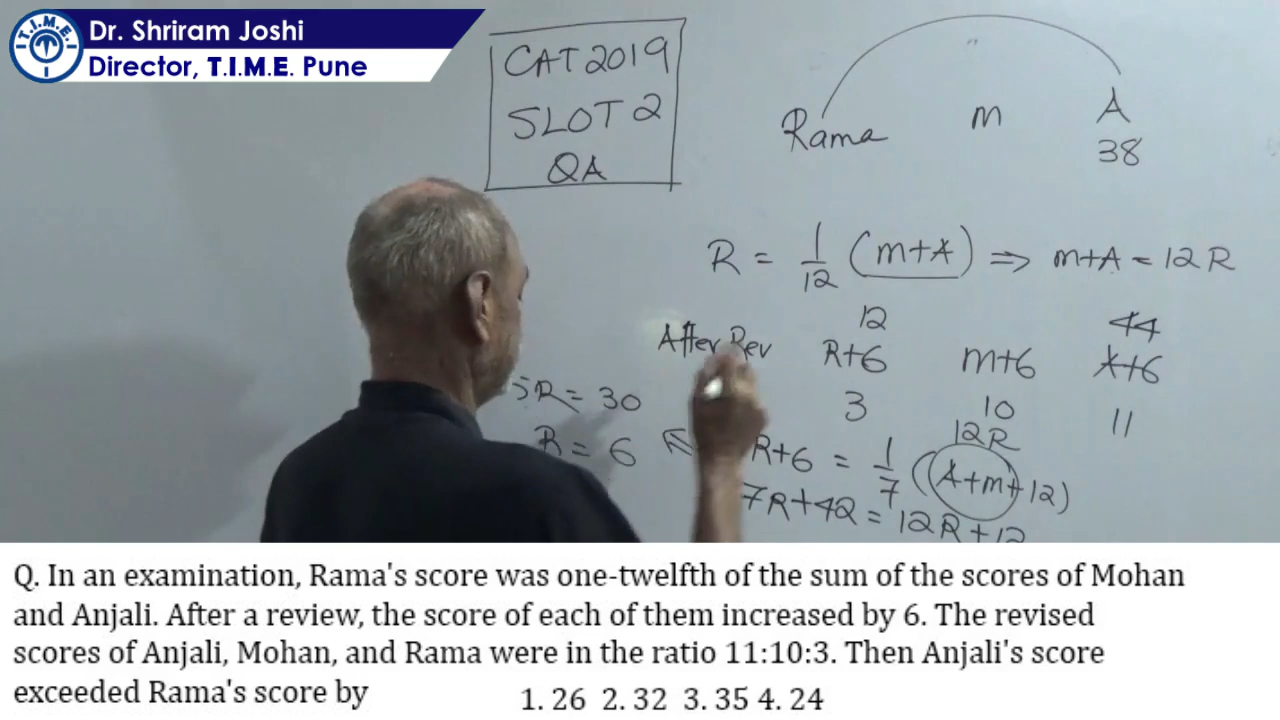 T.I.M.E.
Dr. Shriram Joshi
Director, T.I.M.E. Pune
CAT 2019
SLOT 2
QA
Rama m A
38
R = 1/12 (m+A) ⇒ m+A = 12R
12 44
After Rev R+6 m+6 A+6
3 10 11
12R
R+6 = 1/7 (A+m+12)
7R+42 = 12R+12
5R = 30
R = 6 ⇐
Q. In an examination, Rama's score was one-twelfth of the sum of the scores of Mohan
and Anjali. After a review, the score of each of them increased by 6. The revised
scores of Anjali, Mohan, and Rama were in the ratio 11:10:3. Then Anjali's score
exceeded Rama's score by 1. 26 2. 32 3. 35 4. 24